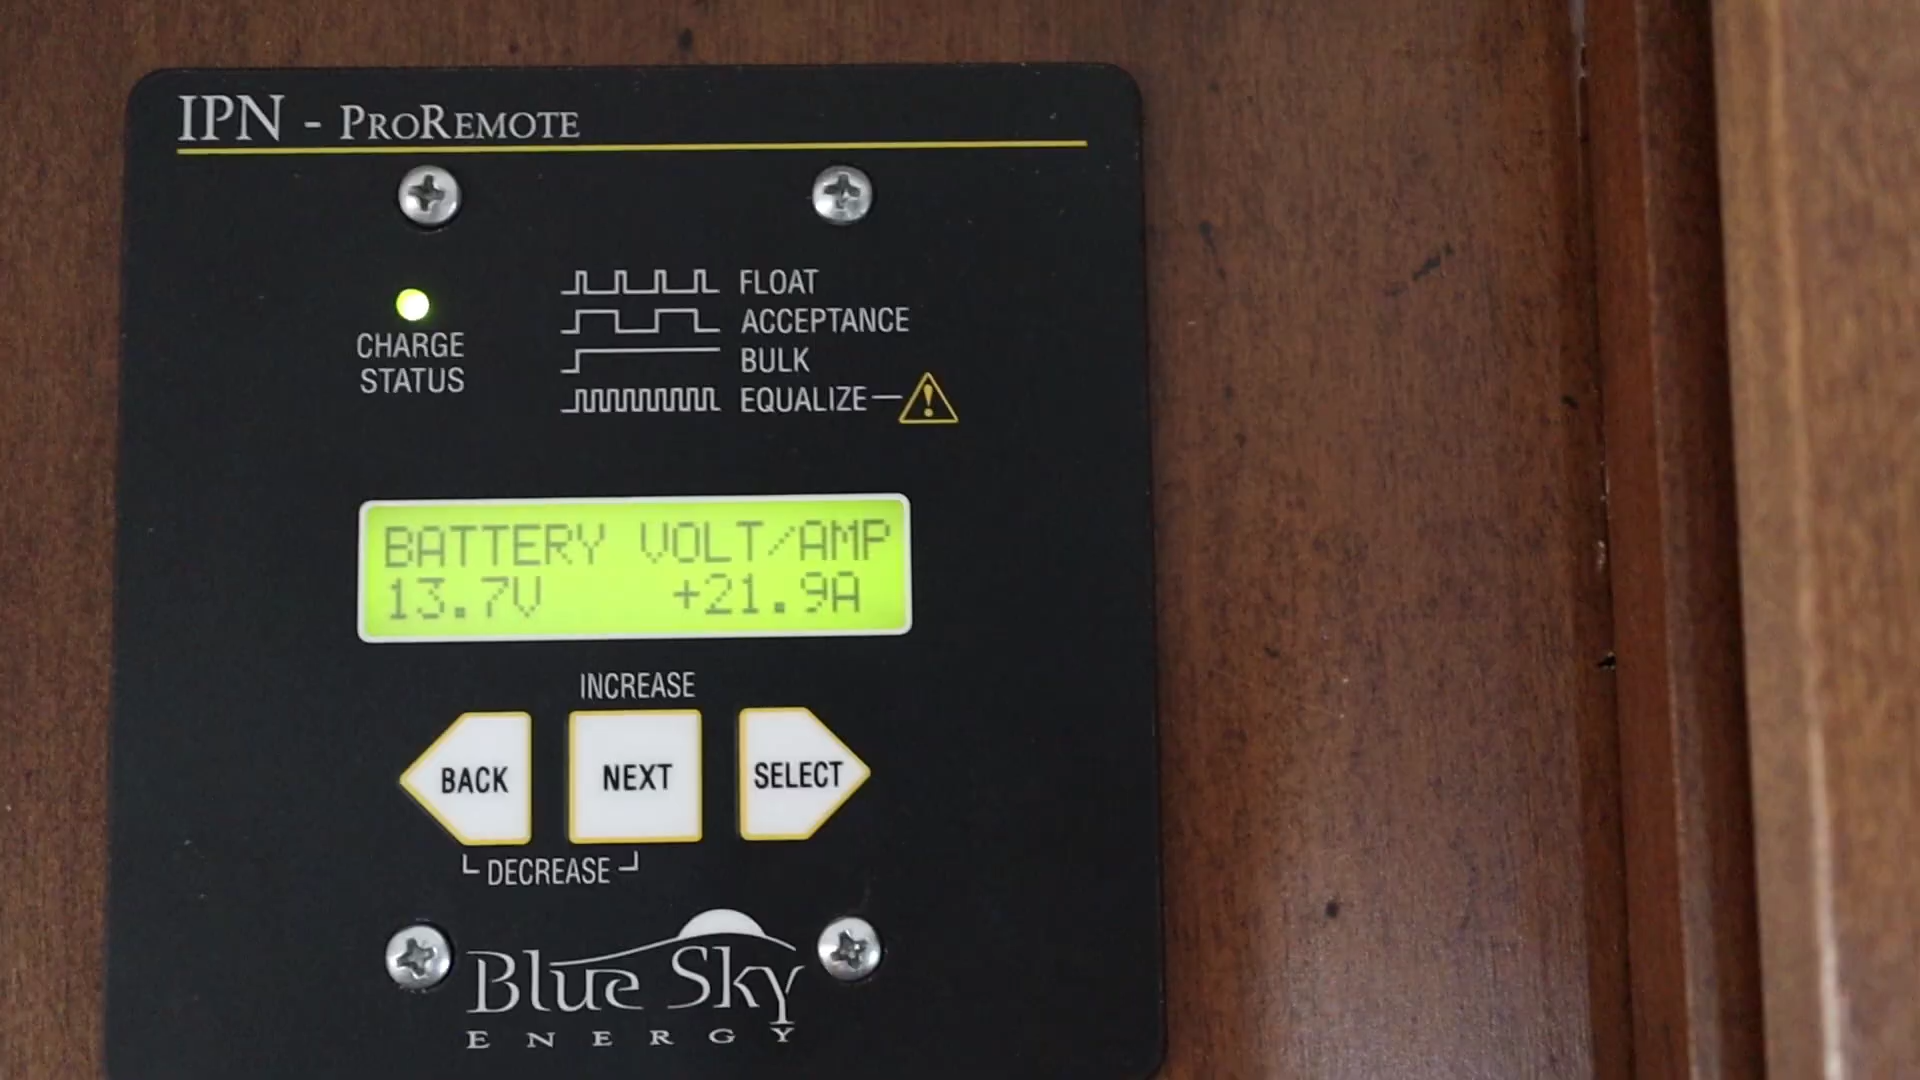 IPN - PROREMOTE
CHARGE
STATUS
FLOAT
ACCEPTANCE
BULK
EQUALIZE
BATTERY VOLT/AMP
13.7V +21.9A
INCREASE
BACK NEXT SELECT
DECREASE
Blue Sky
ENERGY